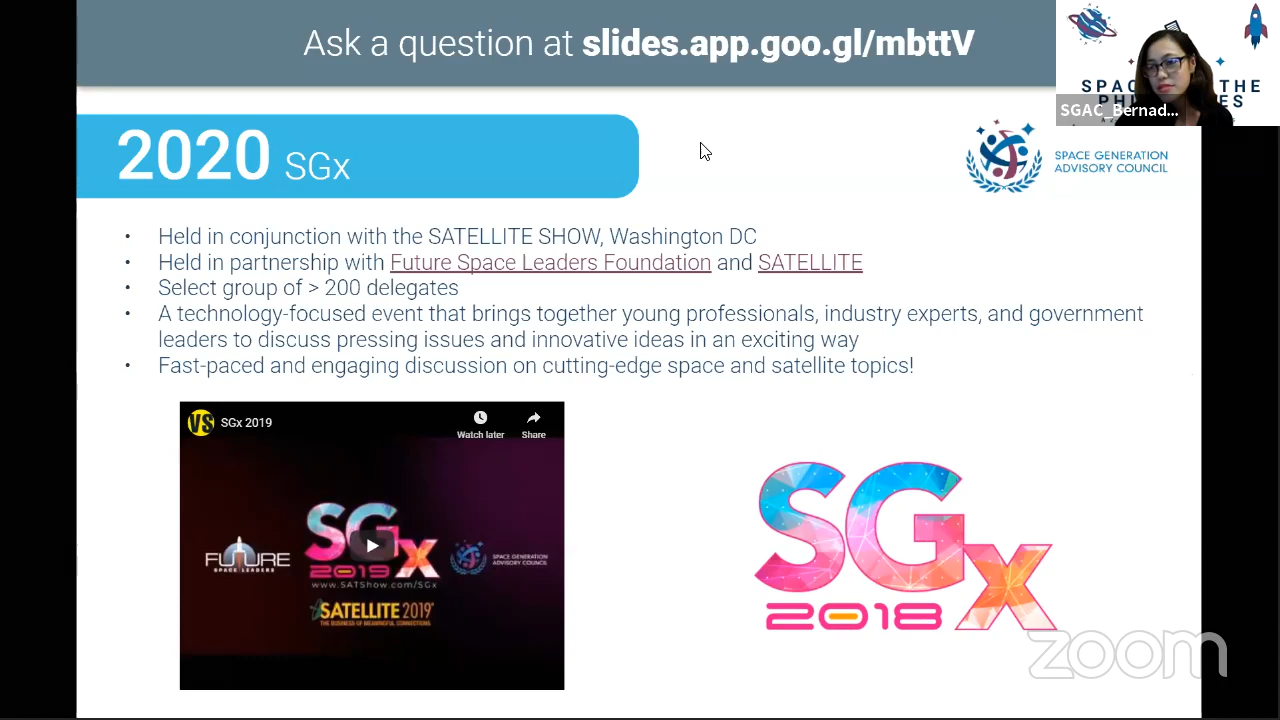 Ask a question at slides.app.goo.gl/mbttV
SGAC_Bernad...
2020 SGx
SPACE GENERATION
ADVISORY COUNCIL
• Held in conjunction with the SATELLITE SHOW, Washington DC
• Held in partnership with Future Space Leaders Foundation and SATELLITE
• Select group of > 200 delegates
• A technology-focused event that brings together young professionals, industry experts, and government
leaders to discuss pressing issues and innovative ideas in an exciting way
• Fast-paced and engaging discussion on cutting-edge space and satellite topics!
VS SGx 2019
Watch later Share
FUTURE
SPACE LEADERS
SGx
2019
www.SATShow.com/SGx
SPACE GENERATION
ADVISORY COUNCIL
SATELLITE 2019
THE BUSINESS OF MEANINGFUL CONNECTIONS
SGx
2018
zoom